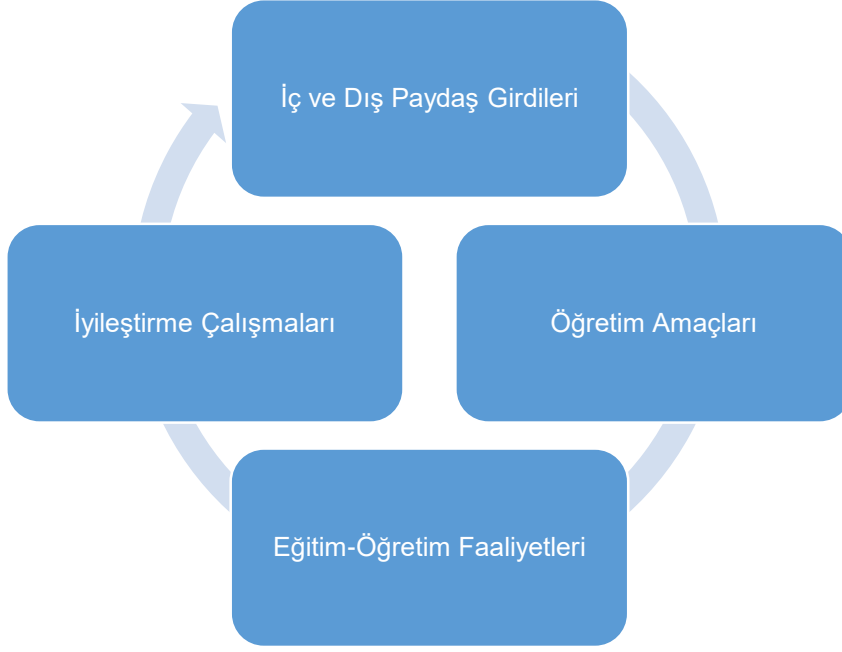 İç ve Dış Paydaş Girdileri
İyileştirme Çalışmaları
Öğretim Amaçları
Eğitim-Öğretim Faaliyetleri